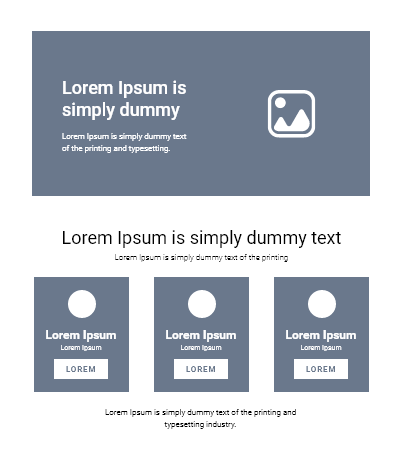 Lorem Ipsum is
simply dummy
Lorem Ipsum is simply dummy text
of the printing and typesetting.
Lorem Ipsum is simply dummy text
Lorem Ipsum is simply dummy text of the printing
Lorem Ipsum
Lorem Ipsum
LOREM
Lorem Ipsum
Lorem Ipsum
LOREM
Lorem Ipsum
Lorem Ipsum
LOREM
Lorem Ipsum is simply dummy text of the printing and
typesetting industry.